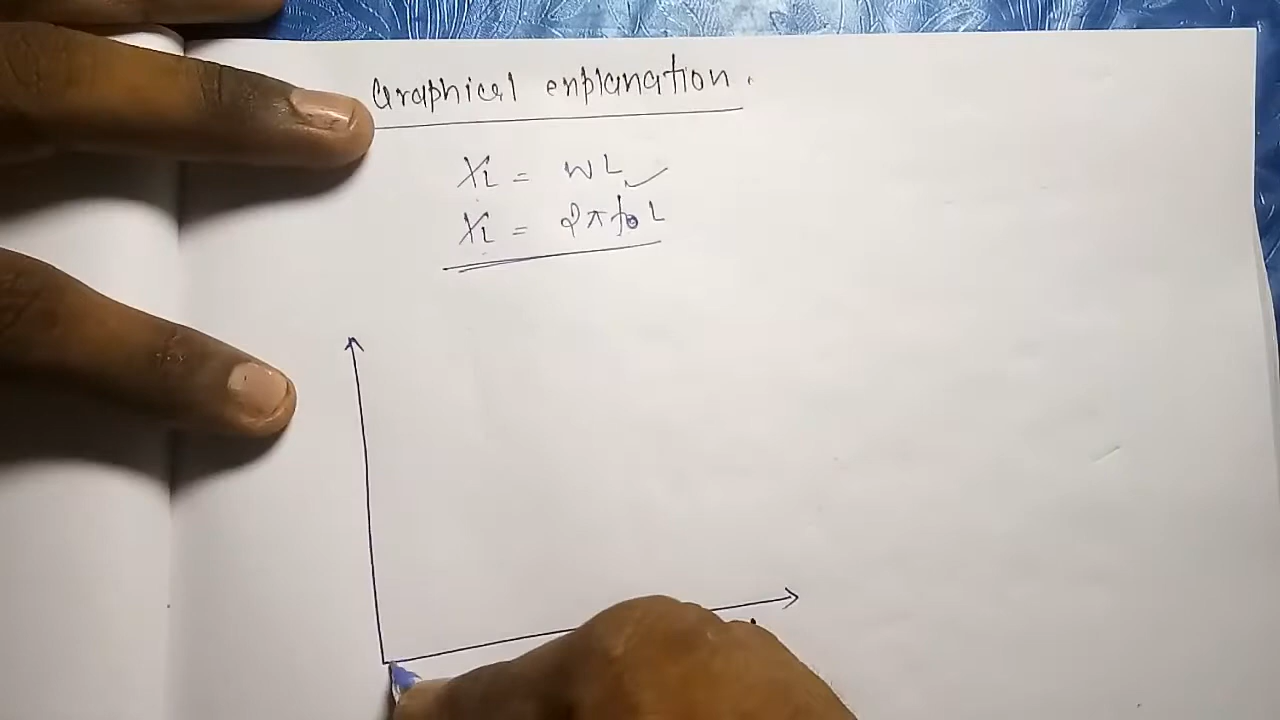 Graphical explanation.
XL = WL
XL = 2πfoL